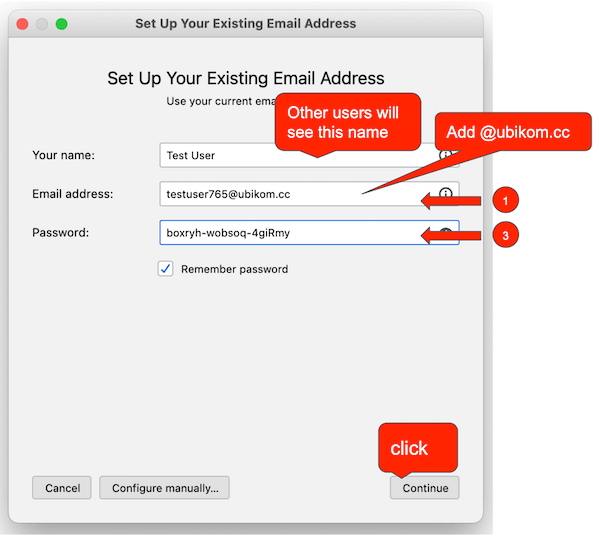 Set Up Your Existing Email Address
Set Up Your Existing Email Address
Use your current ema
Other users will
see this name
Add @ubikom.cc
Your name:
Test User
Email address:
testuser765@ubikom.cc
1
Password:
boxryh-wobsoq-4giRmy
3
Remember password
click
Cancel
Configure manually...
Continue